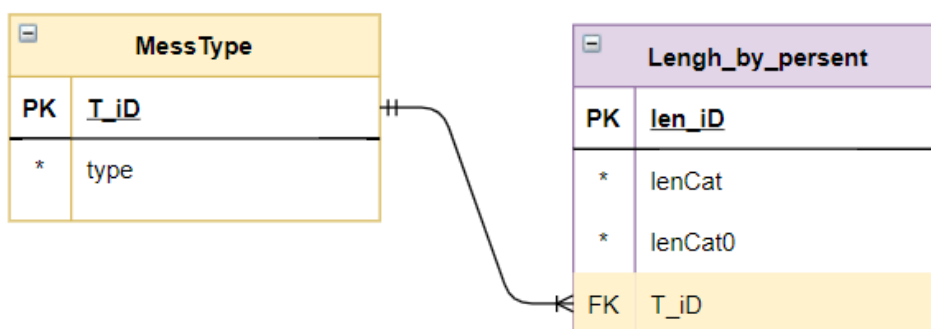 MessType
PK T_iD
* type
Lengh_by_persent
PK len_iD
* lenCat
* lenCat0
FK T_iD